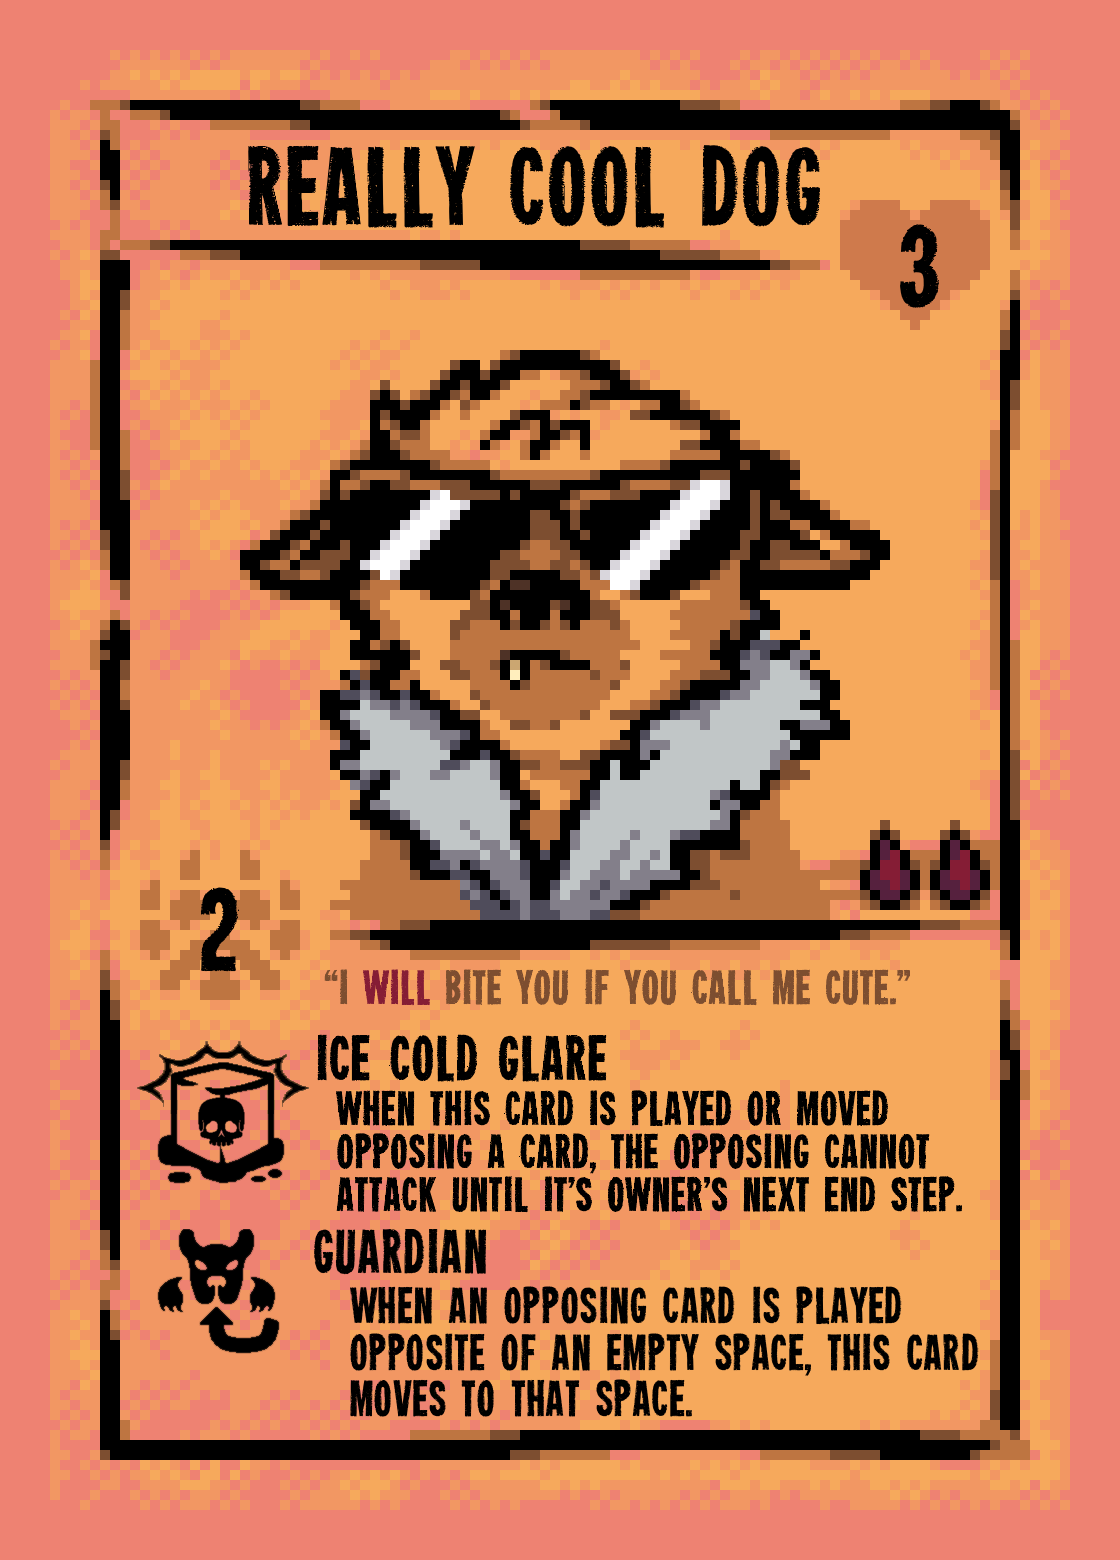 REALLY COOL DOG
3
2
“I WILL BITE YOU IF YOU CALL ME CUTE.”
ICE COLD GLARE
WHEN THIS CARD IS PLAYED OR MOVED
OPPOSING A CARD, THE OPPOSING CANNOT
ATTACK UNTIL IT’S OWNER’S NEXT END STEP.
GUARDIAN
WHEN AN OPPOSING CARD IS PLAYED
OPPOSITE OF AN EMPTY SPACE, THIS CARD
MOVES TO THAT SPACE.